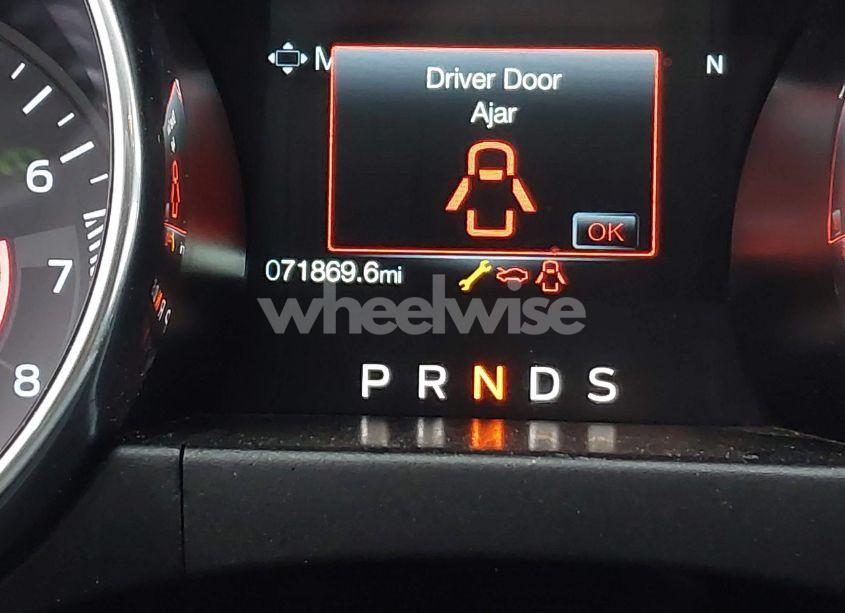 M
N
Driver Door
Ajar
OK
6
7
8
071869.6mi
wheelwise
P R N D S